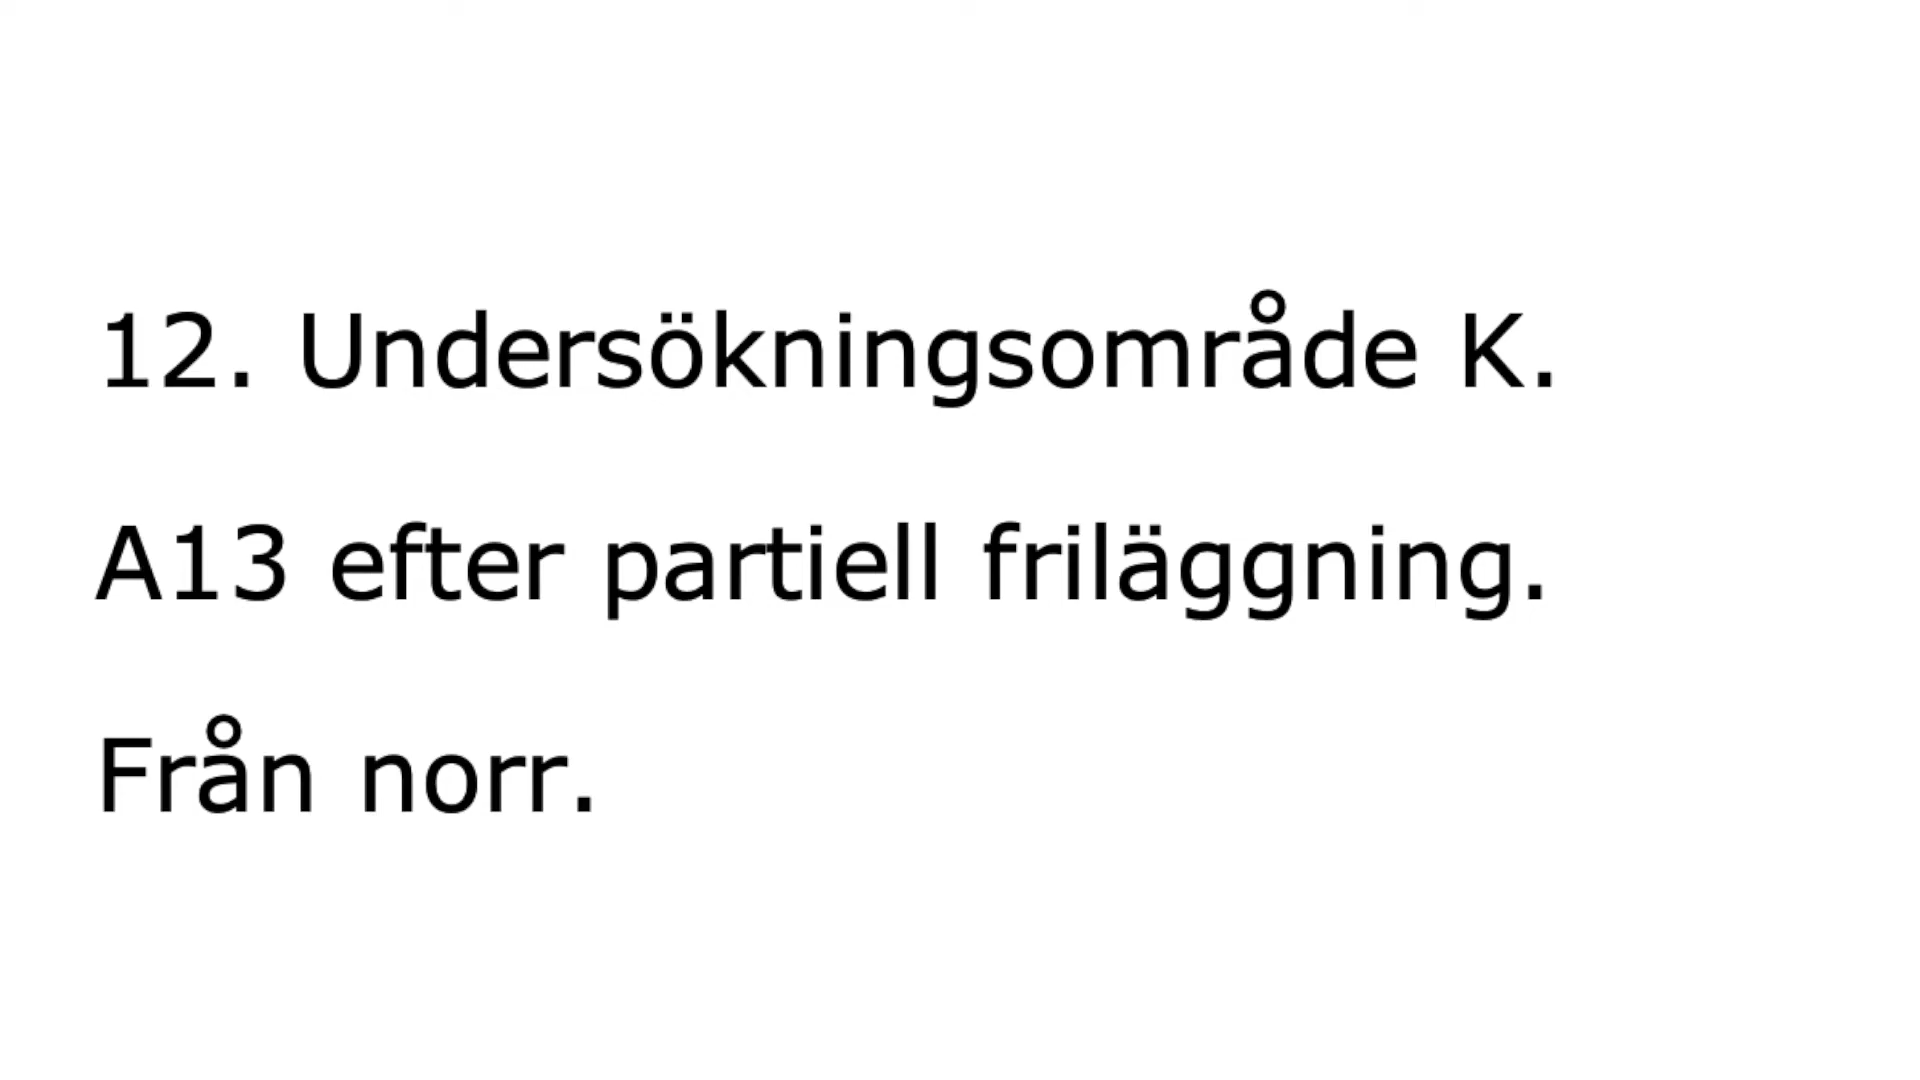 12. Undersökningsområde K.
A13 efter partiell friläggning.
Från norr.